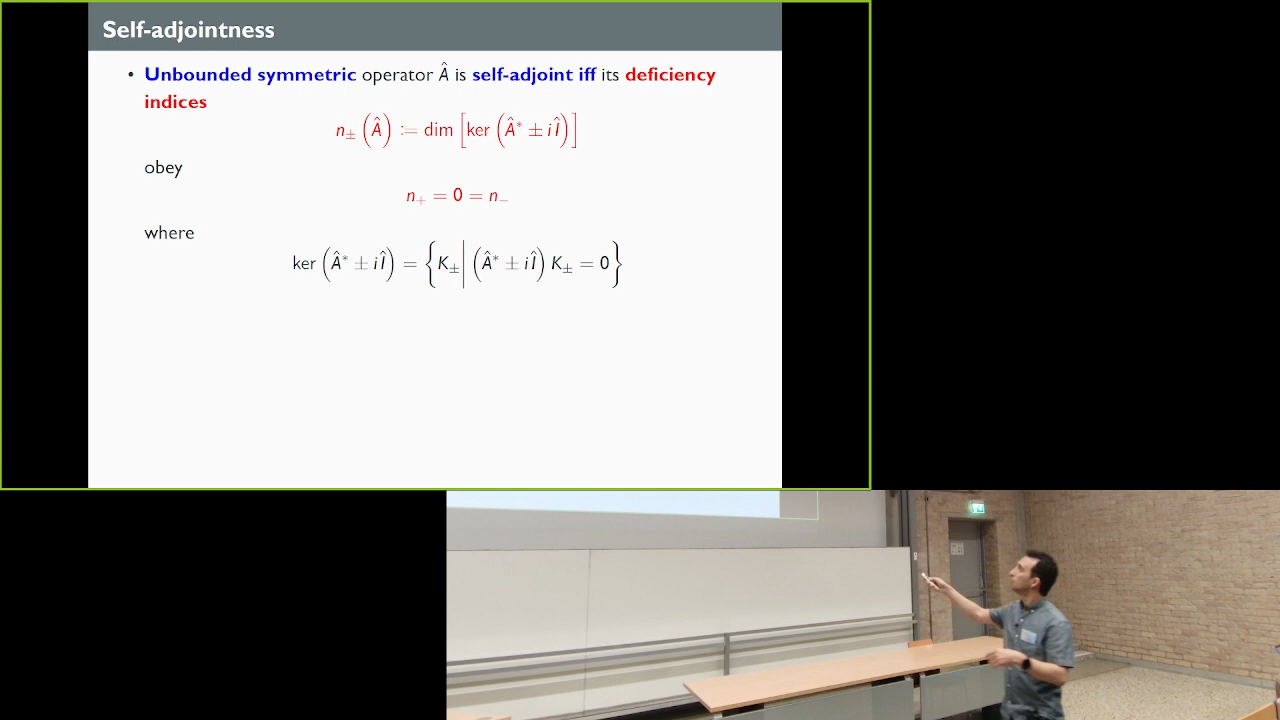 Self-adjointness
• Unbounded symmetric operator Â is self-adjoint iff its deficiency
indices
n± (Â) := dim [ker (Â* ± iÎ)]
obey
n₊ = 0 = n₋
where
ker (Â* ± iÎ) = {K± | (Â* ± iÎ) K± = 0}